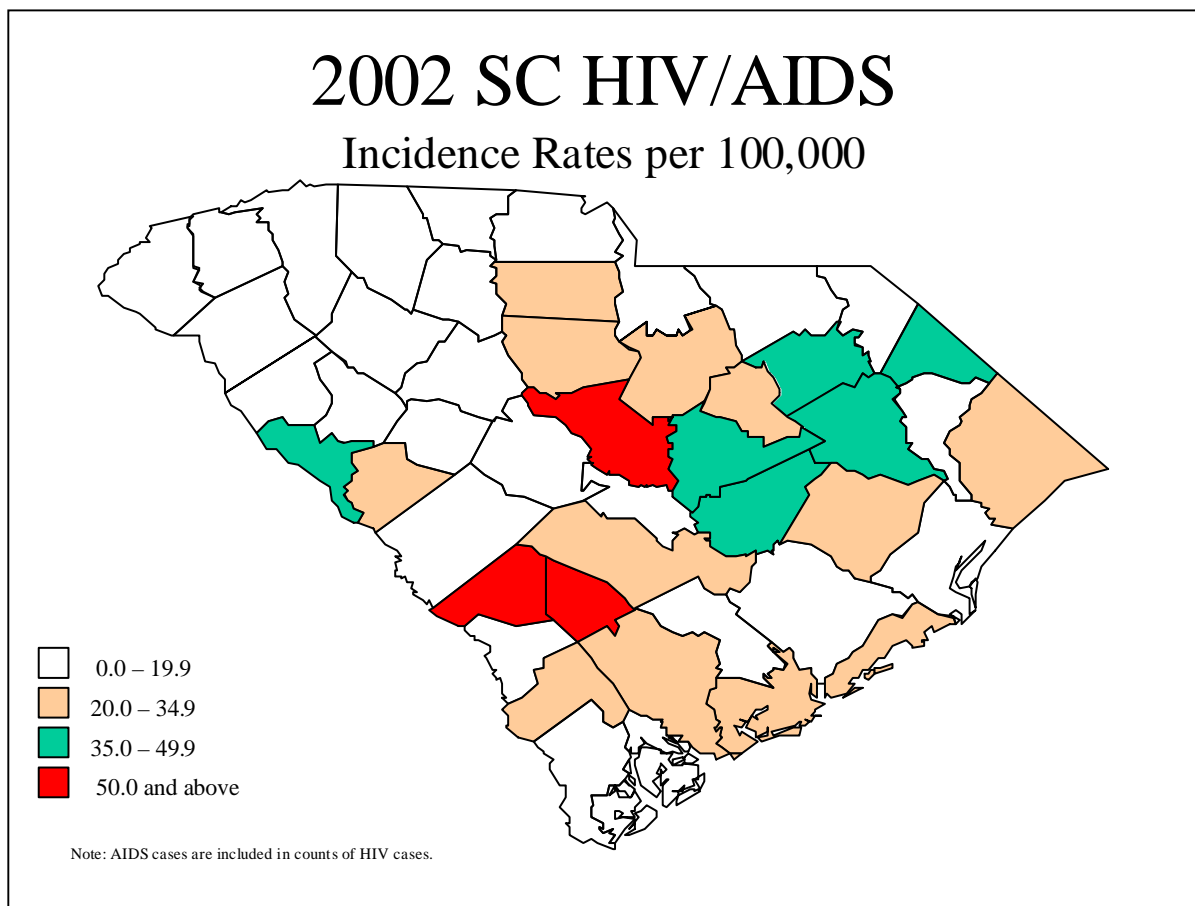 2002 SC HIV/AIDS
Incidence Rates per 100,000
0.0 – 19.9
20.0 – 34.9
35.0 – 49.9
50.0 and above
Note: AIDS cases are included in counts of HIV cases.